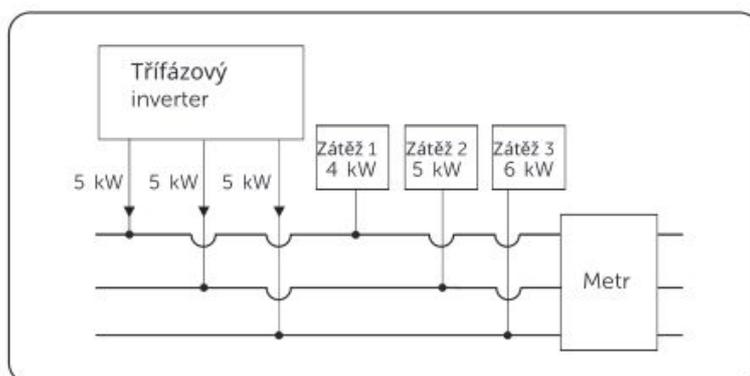 Třífázový
inverter
5 kW 5 kW 5 kW
Zátěž 1
4 kW
Zátěž 2
5 kW
Zátěž 3
6 kW
Metr